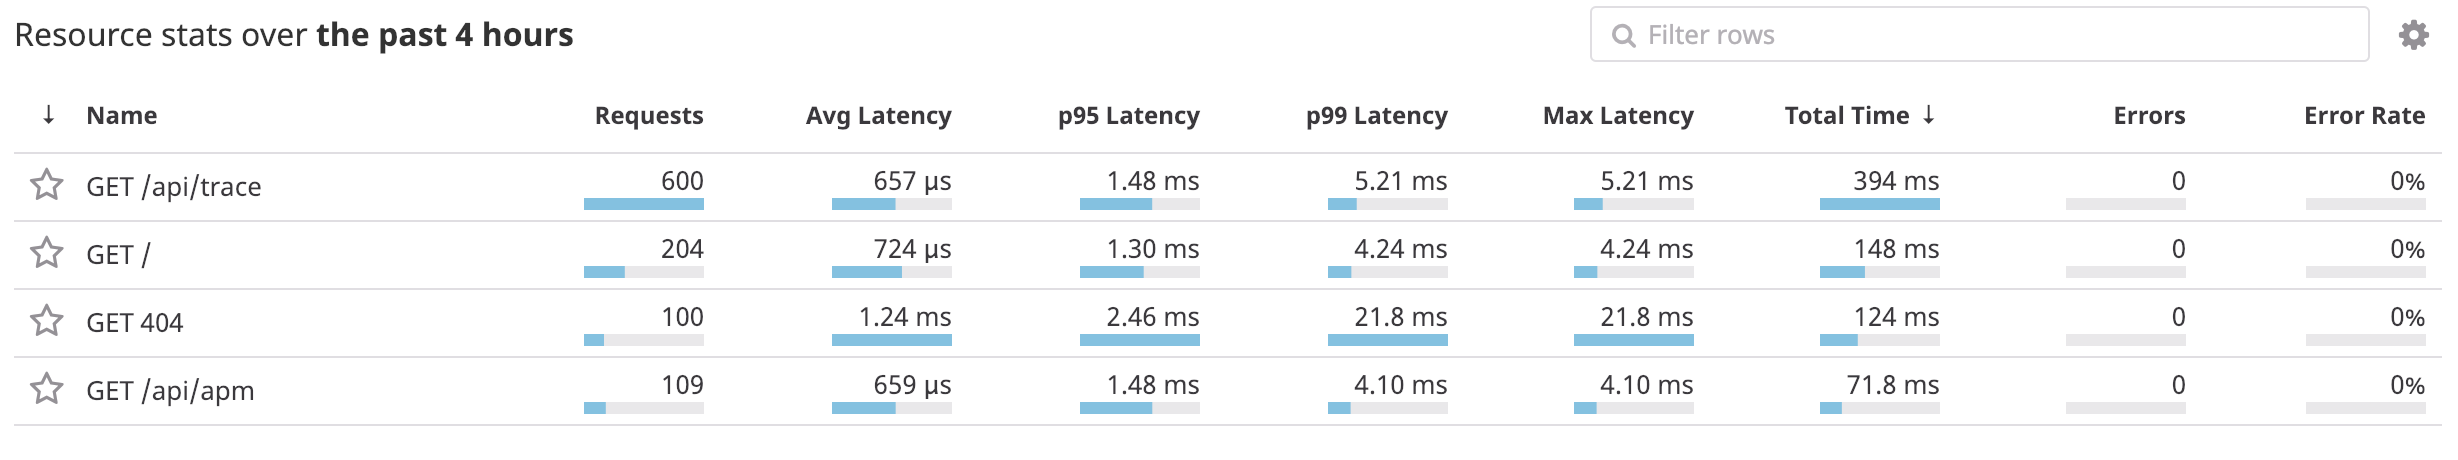 Resource stats over the past 4 hours
Filter rows
↓ Name Requests Avg Latency p95 Latency p99 Latency Max Latency Total Time ↓ Errors Error Rate
GET /api/trace 600 657 µs 1.48 ms 5.21 ms 5.21 ms 394 ms 0 0%
GET / 204 724 µs 1.30 ms 4.24 ms 4.24 ms 148 ms 0 0%
GET 404 100 1.24 ms 2.46 ms 21.8 ms 21.8 ms 124 ms 0 0%
GET /api/apm 109 659 µs 1.48 ms 4.10 ms 4.10 ms 71.8 ms 0 0%